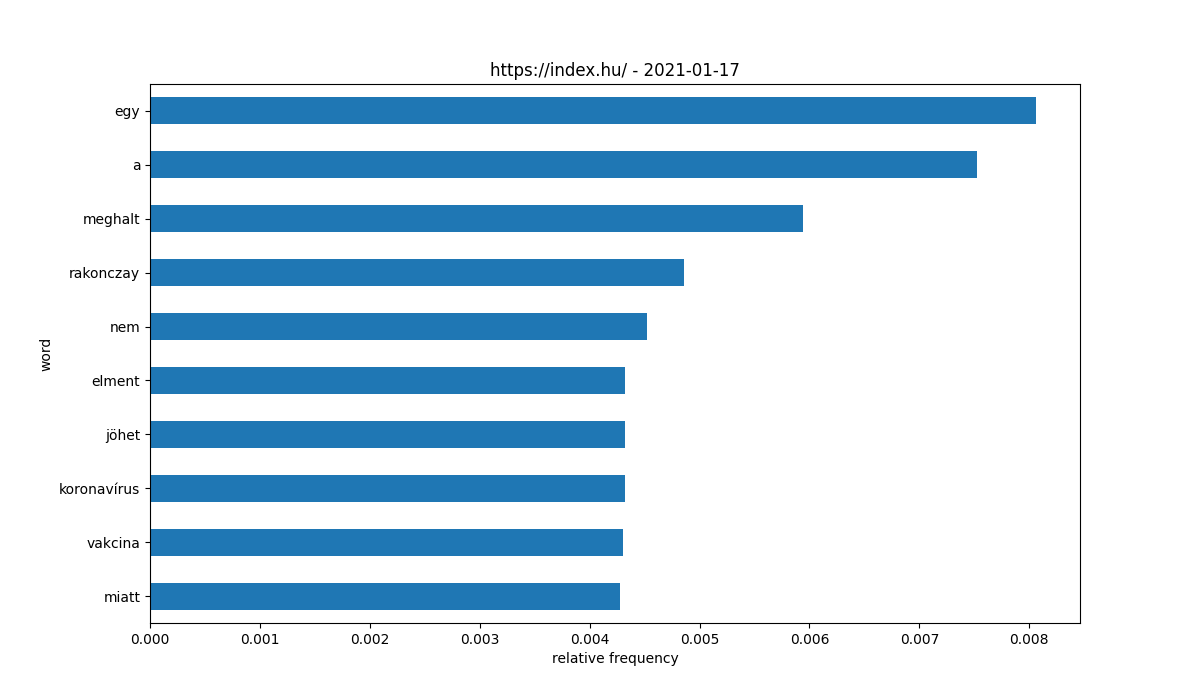 https://index.hu/ - 2021-01-17
egy
a
meghalt
rakonczay
nem
elment
jöhet
koronavírus
vakcina
miatt
word
0.000 0.001 0.002 0.003 0.004 0.005 0.006 0.007 0.008
relative frequency